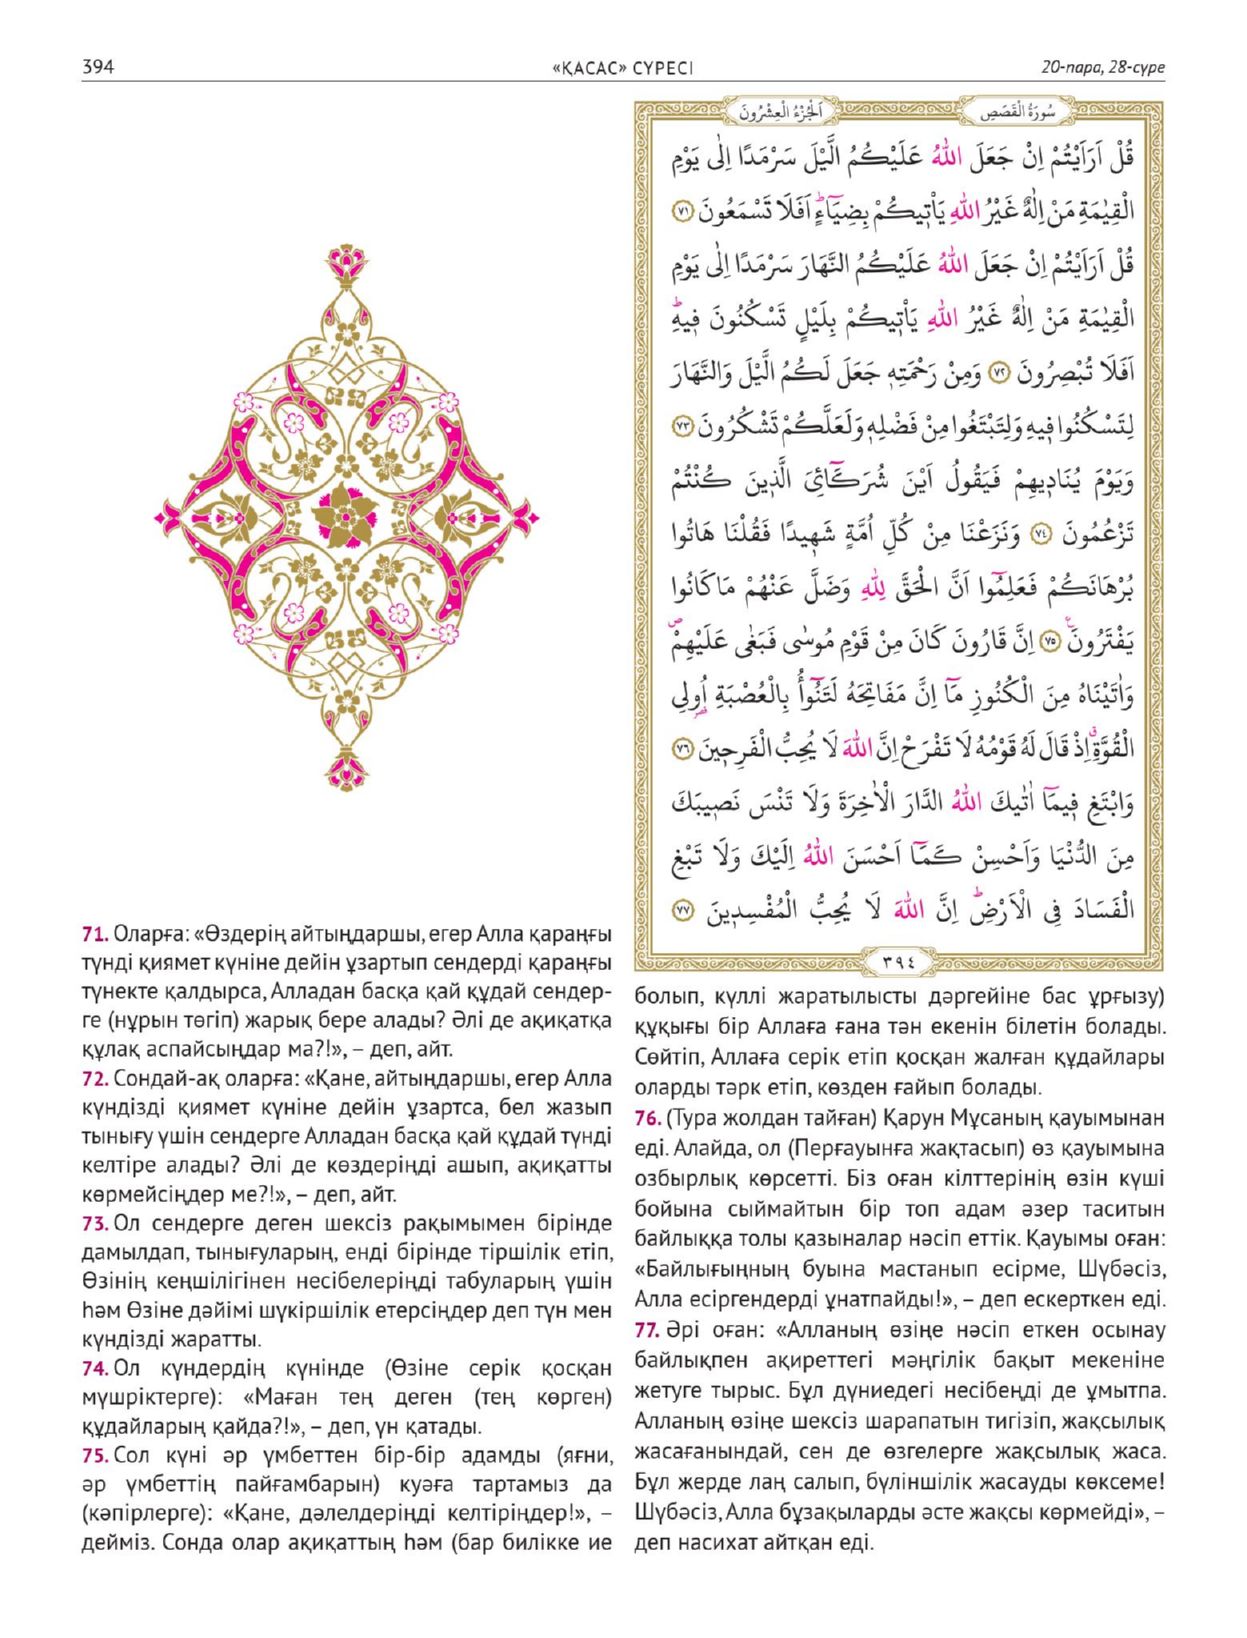 394
«ҚАСАС» СҮРЕСІ
20-пара, 28-сүре
اَلْجُزْءُ الْعِشْرُونَ
سُورَةُ الْقَصَصِ
قُلْ اَرَاَيْتُمْ اِنْ جَعَلَ اللّٰهُ عَلَيْكُمُ الَّيْلَ سَرْمَدًا اِلٰى يَوْمِ
الْقِيٰمَةِ مَنْ اِلٰهٌ غَيْرُ اللّٰهِ يَأْتٖيكُمْ بِضِيَٓاءٍؕ اَفَلَا تَسْمَعُونَ ﴿٧١﴾
قُلْ اَرَاَيْتُمْ اِنْ جَعَلَ اللّٰهُ عَلَيْكُمُ النَّهَارَ سَرْمَدًا اِلٰى يَوْمِ
الْقِيٰمَةِ مَنْ اِلٰهٌ غَيْرُ اللّٰهِ يَأْتٖيكُمْ بِلَيْلٍ تَسْكُنُونَ فٖيهِؕ
اَفَلَا تُبْصِرُونَ ﴿٧٢﴾ وَمِنْ رَحْمَتِهٖ جَعَلَ لَكُمُ الَّيْلَ وَالنَّهَارَ
لِتَسْكُنُوا فٖيهِ وَلِتَبْتَغُوا مِنْ فَضْلِهٖ وَلَعَلَّكُمْ تَشْكُرُونَ ﴿٧٣﴾
وَيَوْمَ يُنَادٖيهِمْ فَيَقُولُ اَيْنَ شُرَكَٓائِيَ الَّذٖينَ كُنْتُمْ
تَزْعُمُونَ ﴿٧٤﴾ وَنَزَعْنَا مِنْ كُلِّ اُمَّةٍ شَهٖيدًا فَقُلْنَا هَاتُوا
بُرْهَانَكُمْ فَعَلِمُٓوا اَنَّ الْحَقَّ لِلّٰهِ وَضَلَّ عَنْهُمْ مَا كَانُوا
يَفْتَرُونَࣖ ﴿٧٥﴾ اِنَّ قَارُونَ كَانَ مِنْ قَوْمِ مُوسٰى فَبَغٰى عَلَيْهِمْࣕ
وَاٰتَيْنَاهُ مِنَ الْكُنُوزِ مَٓا اِنَّ مَفَاتِحَهُ لَتَنُٓوأُ بِالْعُصْبَةِ اُو۬لِي
الْقُوَّةِࣗ اِذْ قَالَ لَهُ قَوْمُهُ لَا تَفْرَحْ اِنَّ اللّٰهَ لَا يُحِبُّ الْفَرِحٖينَ ﴿٧٦﴾
وَابْتَغِ فٖيمَٓا اٰتٰيكَ اللّٰهُ الدَّارَ الْاٰخِرَةَ وَلَا تَنْسَ نَصٖيبَكَ
مِنَ الدُّنْيَا وَاَحْسِنْ كَمَٓا اَحْسَنَ اللّٰهُ اِلَيْكَ وَلَا تَبْغِ
الْفَسَادَ فِي الْاَرْضِؕ اِنَّ اللّٰهَ لَا يُحِبُّ الْمُفْسِدٖينَ ﴿٧٧﴾
٣٩٤
71. Оларға: «Өздерің айтыңдаршы, егер Алла қараңғы
түнді қиямет күніне дейін ұзартып сендерді қараңғы
түнекте қалдырса, Алладан басқа қай құдай сендер-
ге (нұрын төгіп) жарық бере алады? Әлі де ақиқатқа
құлақ аспайсыңдар ма?!», – деп, айт.
72. Сондай-ақ оларға: «Қане, айтыңдаршы, егер Алла
күндізді қиямет күніне дейін ұзартса, бел жазып
тынығу үшін сендерге Алладан басқа қай құдай түнді
келтіре алады? Әлі де көздеріңді ашып, ақиқатты
көрмейсіңдер ме?!», – деп, айт.
73. Ол сендерге деген шексіз рақымымен бірінде
дамылдап, тынығуларың, енді бірінде тіршілік етіп,
Өзінің кеңшілігінен несібелеріңді табуларың үшін
һәм Өзіне дәйімі шүкіршілік етерсіңдер деп түн мен
күндізді жаратты.
74. Ол күндердің күнінде (Өзіне серік қосқан
мүшріктерге): «Маған тең деген (тең көрген)
құдайларың қайда?!», – деп, үн қатады.
75. Сол күні әр үмбеттен бір-бір адамды (яғни,
әр үмбеттің пайғамбарын) куәға тартамыз да
(кәпірлерге): «Қане, дәлелдеріңді келтіріңдер!», –
дейміз. Сонда олар ақиқаттың һәм (бар билікке ие
болып, күллі жаратылысты дәргейіне бас ұрғызу)
құқығы бір Аллаға ғана тән екенін білетін болады.
Сөйтіп, Аллаға серік етіп қосқан жалған құдайлары
оларды тәрк етіп, көзден ғайып болады.
76. (Тура жолдан тайған) Қарун Мұсаның қауымынан
еді. Алайда, ол (Перғауынға жақтасып) өз қауымына
озбырлық көрсетті. Біз оған кілттерінің өзін күші
бойына сыймайтын бір топ адам әзер таситын
байлыққа толы қазыналар нәсіп еттік. Қауымы оған:
«Байлығыңның буына мастанып есірме, Шүбәсіз,
Алла есіргендерді ұнатпайды!», – деп ескерткен еді.
77. Әрі оған: «Алланың өзіңе нәсіп еткен осынау
байлықпен ақиреттегі мәңгілік бақыт мекеніне
жетуге тырыс. Бұл дүниедегі несібеңді де ұмытпа.
Алланың өзіңе шексіз шарапатын тигізіп, жақсылық
жасағанындай, сен де өзгелерге жақсылық жаса.
Бұл жерде лаң салып, бүліншілік жасауды көксеме!
Шүбәсіз, Алла бұзақыларды әсте жақсы көрмейді», –
деп насихат айтқан еді.